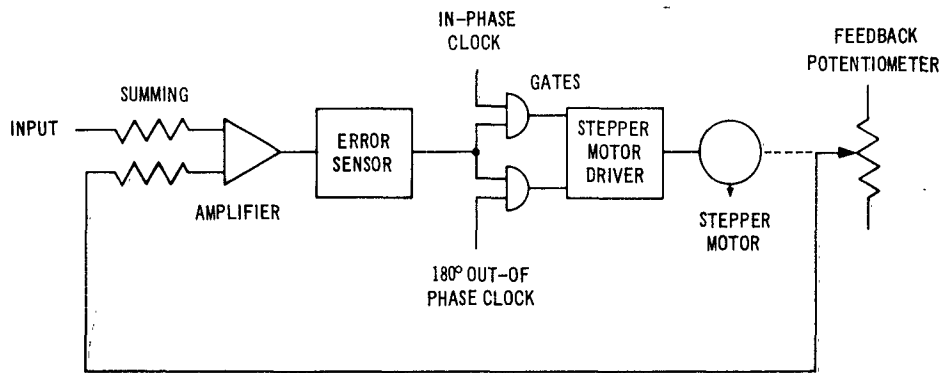 IN-PHASE
CLOCK
FEEDBACK
POTENTIOMETER
SUMMING
GATES
INPUT
ERROR
SENSOR
STEPPER
MOTOR
DRIVER
AMPLIFIER
STEPPER
MOTOR
180° OUT-OF
PHASE CLOCK